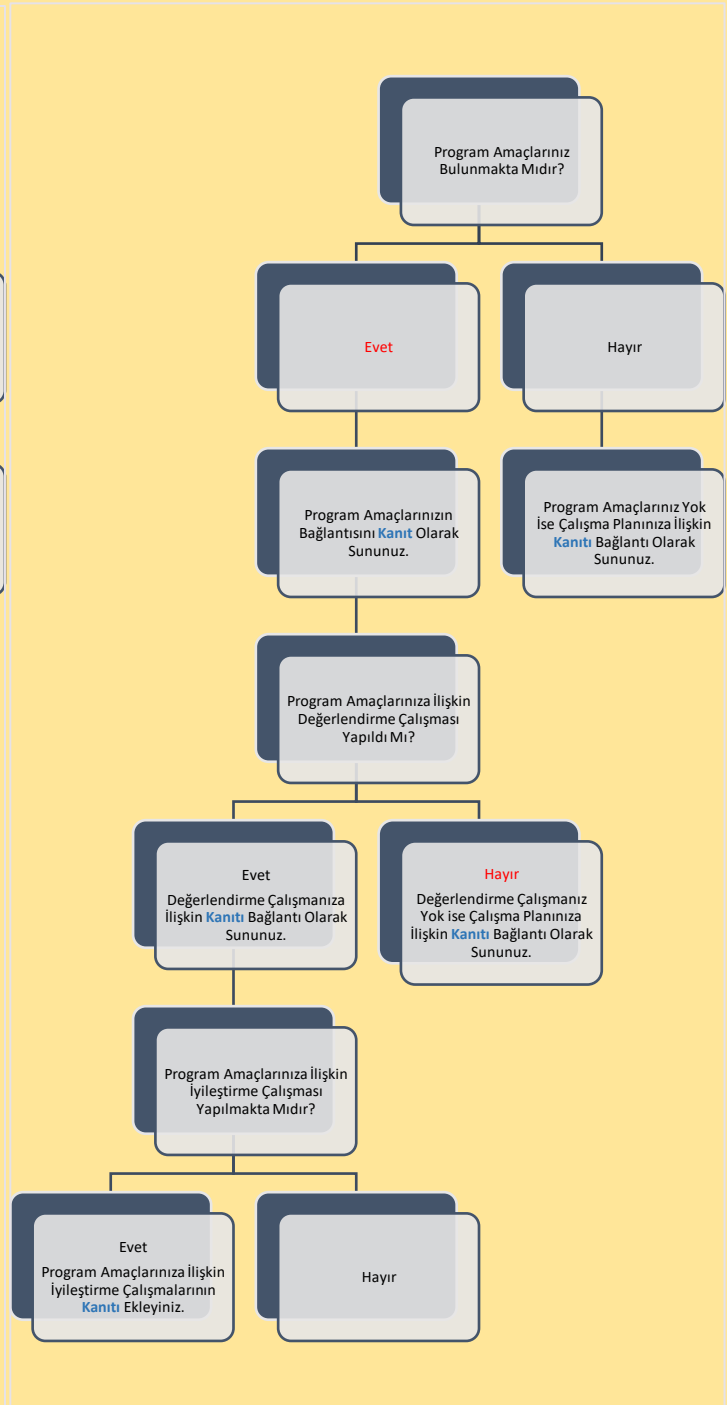 Program Amaçlarınız
Bulunmakta Mıdır?
Evet
Hayır
Program Amaçlarınızın
Bağlantısını Kanıt Olarak
Sununuz.
Program Amaçlarınız Yok
İse Çalışma Planınıza İlişkin
Kanıtı Bağlantı Olarak
Sununuz.
Program Amaçlarınıza İlişkin
Değerlendirme Çalışması
Yapıldı Mı?
Evet
Değerlendirme Çalışmanıza
İlişkin Kanıtı Bağlantı Olarak
Sununuz.
Hayır
Değerlendirme Çalışmanız
Yok ise Çalışma Planınıza
İlişkin Kanıtı Bağlantı Olarak
Sununuz.
Program Amaçlarınıza İlişkin
İyileştirme Çalışması
Yapılmakta Mıdır?
Evet
Program Amaçlarınıza İlişkin
İyileştirme Çalışmalarının
Kanıtı Ekleyiniz.
Hayır